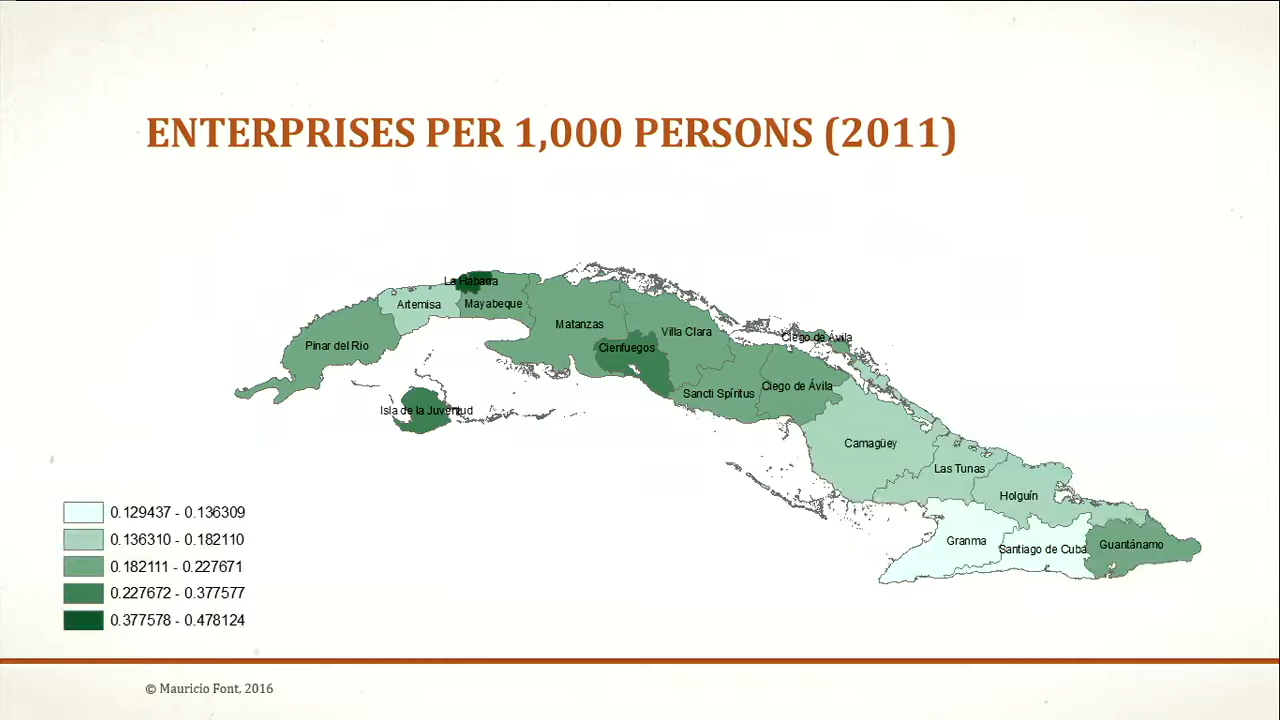 ENTERPRISES PER 1,000 PERSONS (2011)
La Habana
Artemisa
Mayabeque
Pinar del Rio
Matanzas
Villa Clara
Cienfuegos
Ciego de Ávila
Isla de la Juventud
Sancti Spíritus
Ciego de Ávila
Camagüey
Las Tunas
Holguín
Granma
Santiago de Cuba
Guantánamo
0.129437 - 0.136309
0.136310 - 0.182110
0.182111 - 0.227671
0.227672 - 0.377577
0.377578 - 0.478124
© Mauricio Font, 2016